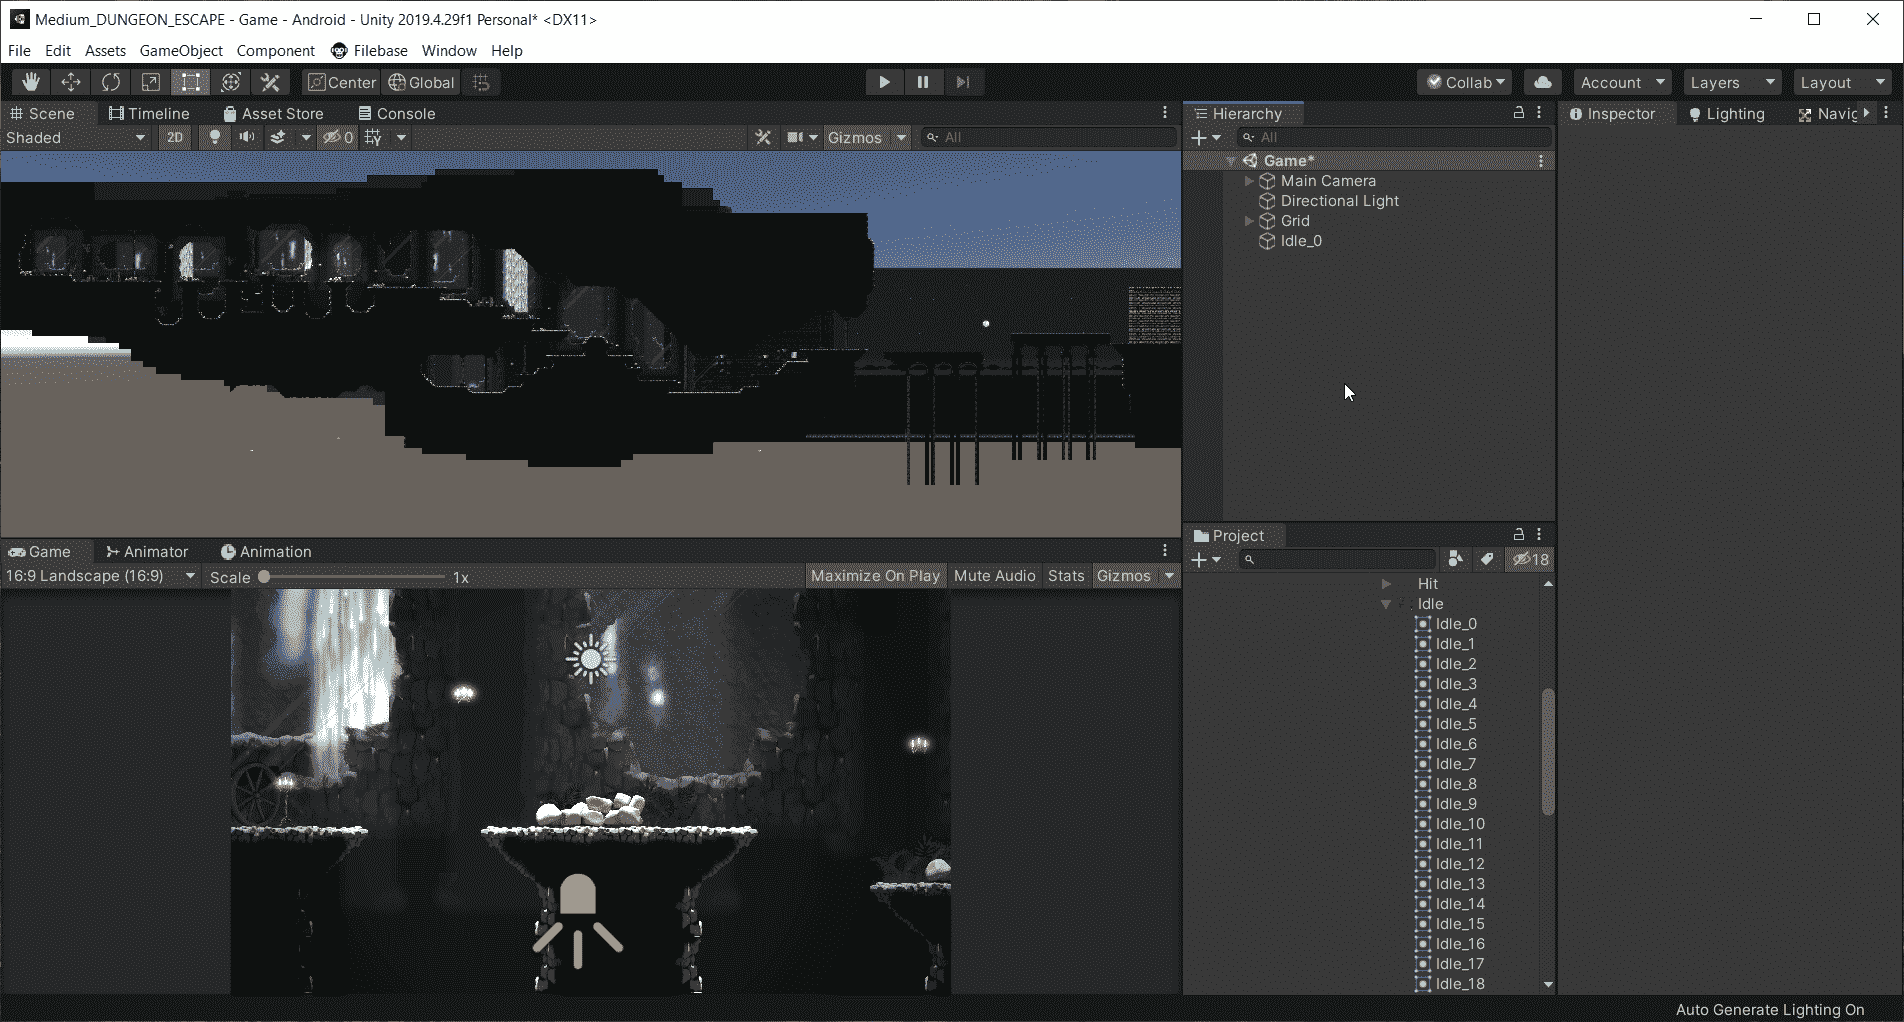 Medium_DUNGEON_ESCAPE - Game - Android - Unity 2019.4.29f1 Personal* <DX11>
File Edit Assets GameObject Component Filebase Window Help
Center Global Collab Account Layers Layout
Scene Timeline Asset Store Console
Shaded 2D 0 Gizmos All
Hierarchy
All
Game*
Main Camera
Directional Light
Grid
Idle_0
Inspector Lighting Navig
Game Animator Animation
16:9 Landscape (16:9) Scale 1x Maximize On Play Mute Audio Stats Gizmos
Project
18
Hit
Idle
Idle_0
Idle_1
Idle_2
Idle_3
Idle_4
Idle_5
Idle_6
Idle_7
Idle_8
Idle_9
Idle_10
Idle_11
Idle_12
Idle_13
Idle_14
Idle_15
Idle_16
Idle_17
Idle_18
Auto Generate Lighting On